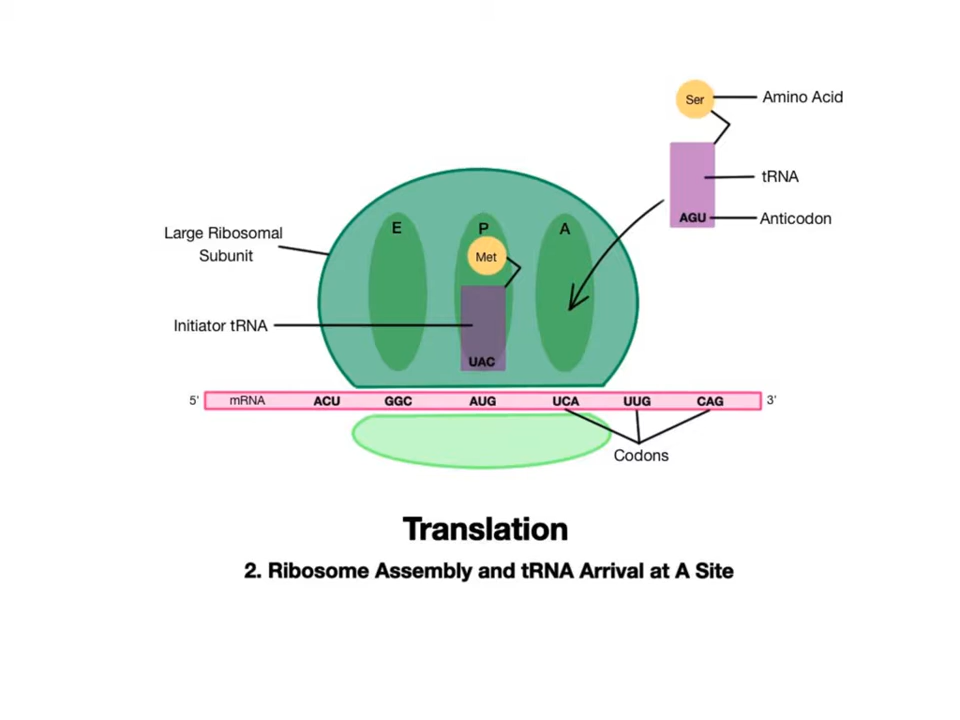 Ser
Amino Acid
tRNA
AGU
Anticodon
E
P
A
Large Ribosomal
Subunit
Met
Initiator tRNA
UAC
5' mRNA ACU GGC AUG UCA UUG CAG 3'
Codons
Translation
2. Ribosome Assembly and tRNA Arrival at A Site